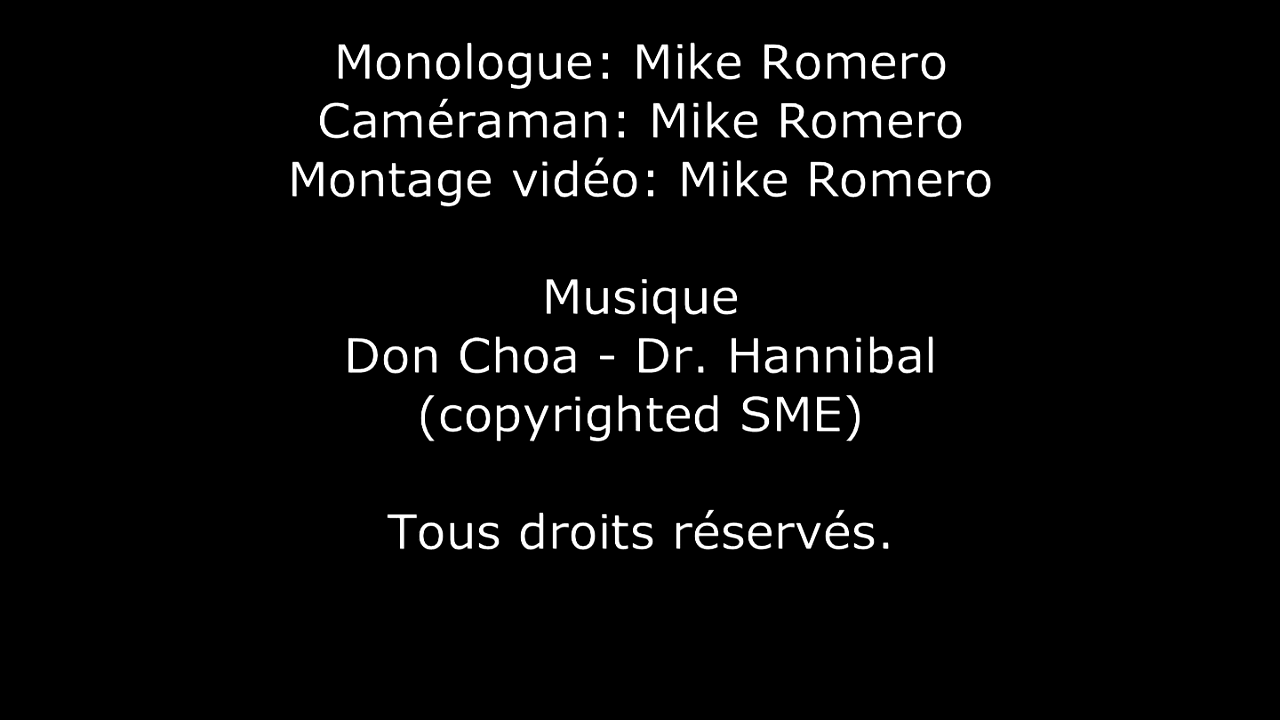 Monologue: Mike Romero
Caméraman: Mike Romero
Montage vidéo: Mike Romero
Musique
Don Choa - Dr. Hannibal
(copyrighted SME)
Tous droits réservés.